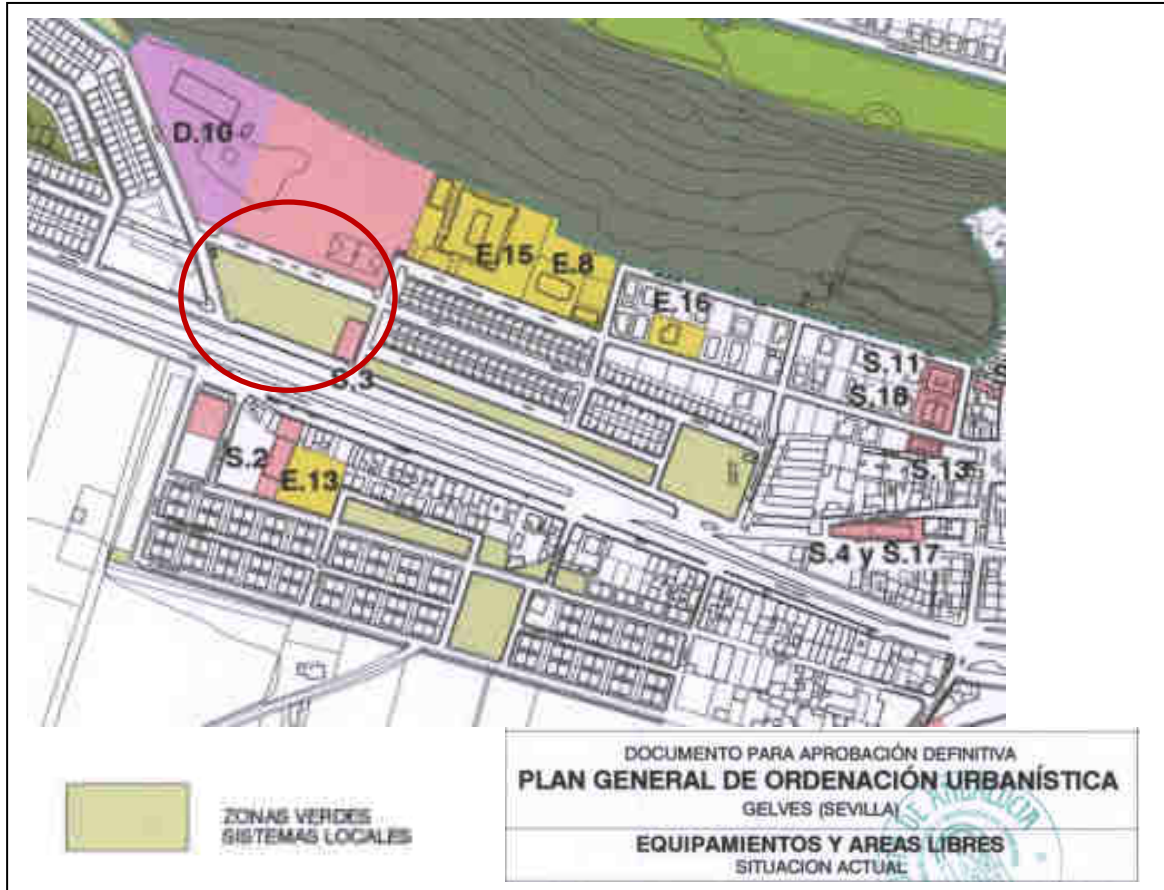 D.10
E.15
E.8
E.16
S.11
S.18
S.13
S.3
S.2
E.13
S.4 y S.17
ZONAS VERDES
SISTEMAS LOCALES
DOCUMENTO PARA APROBACIÓN DEFINITIVA
PLAN GENERAL DE ORDENACIÓN URBANÍSTICA
GELVES (SEVILLA)
EQUIPAMIENTOS Y AREAS LIBRES
SITUACION ACTUAL